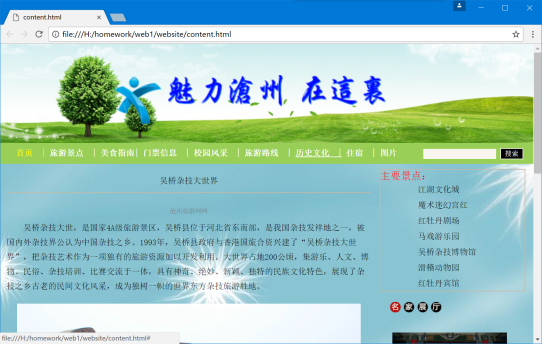 content.html
file:///H:/homework/web1/website/content.html
魅力滄州 在這裏
首页 | 旅游景点 | 美食指南 | 门票信息 | 校园风采 | 旅游路线 | 历史文化 | 住宿 | 图片 搜索
吴桥杂技大世界
沧州旅游网网
吴桥杂技大世，是国家4A级旅游景区，吴桥县位于河北省东南部，是我国杂技发祥地之一，被
国内外杂技界公认为中国杂技之乡。1993年，吴桥县政府与香港国旅合资兴建了“吴桥杂技大世
界”，把杂技艺术作为一项独有的旅游资源加以开发利用。大世界占地200公顷，集游乐、人文、博
物、民俗、杂技培训、比赛交流于一体，具有神奇、绝妙、新颖、独特的民族文化特色，展现了杂
技之乡古老的民间文化风采，成为独树一帜的世界东方杂技旅游胜地。
主要景点：
江湖文化城
魔术迷幻宫红
红牡丹剧场
马戏游乐园
吴桥杂技博物馆
滑稽动物园
红牡丹宾馆
名家展厅
file:///H:/homework/web1/website/content.html#